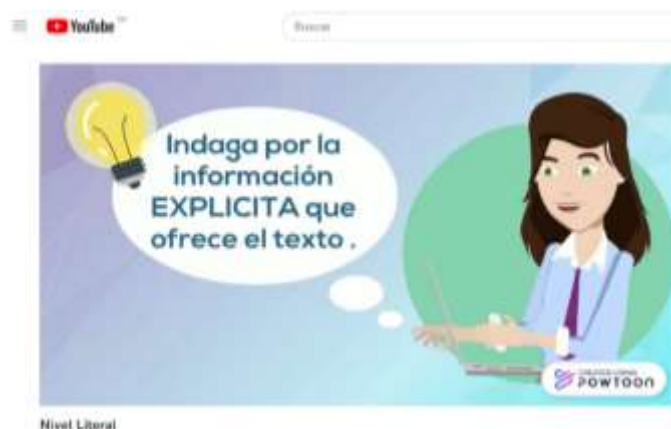 YouTube
Buscar
Indaga por la
información
EXPLICITA que
ofrece el texto .
POWTOON
Nivel Literal